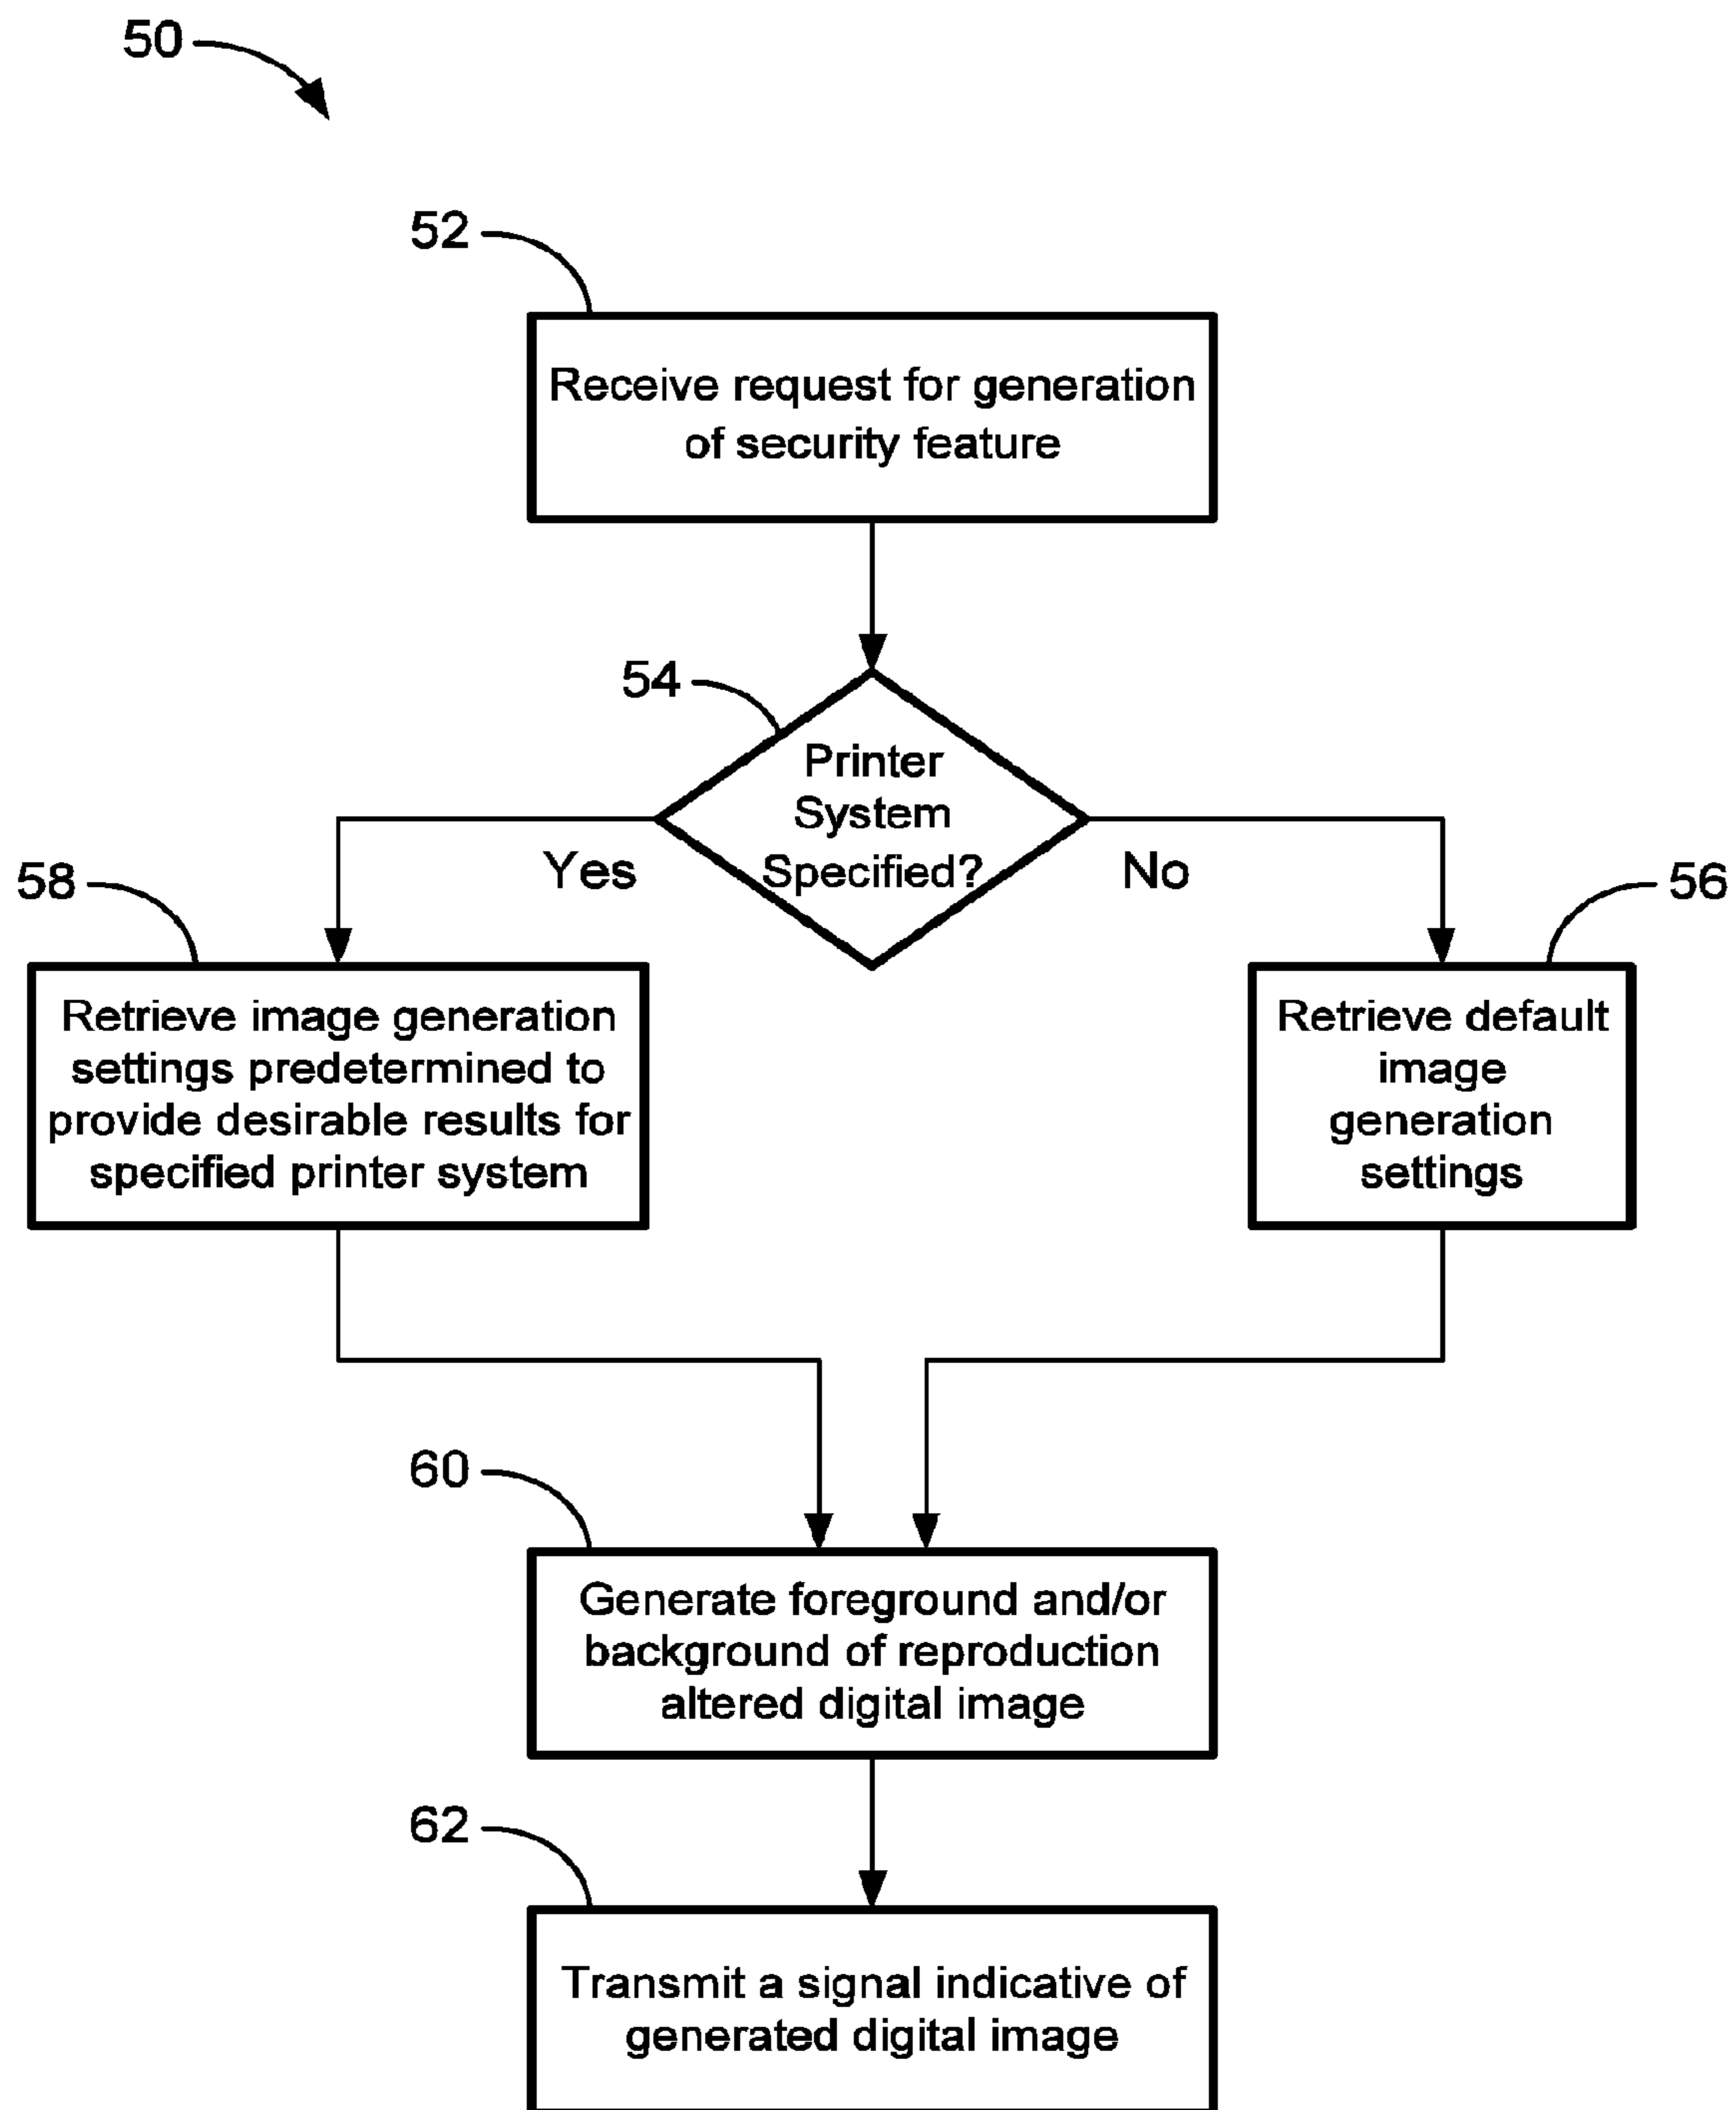 50
52
Receive request for generation
of security feature
54
Printer
System
Specified?
Yes
No
58
56
Retrieve image generation
settings predetermined to
provide desirable results for
specified printer system
Retrieve default
image
generation
settings
60
Generate foreground and/or
background of reproduction
altered digital image
62
Transmit a signal indicative of
generated digital image